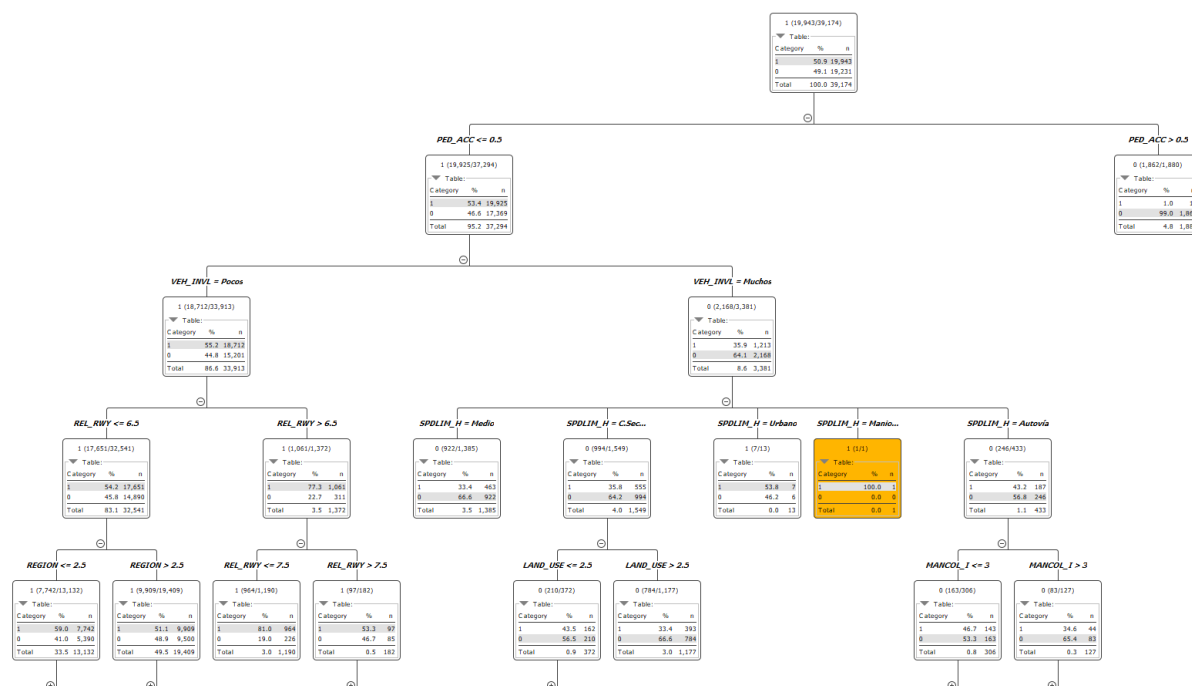 1 (19,943/39,174)
Table:
Category % n
1 50.9 19,943
0 49.1 19,231
Total 100.0 39,174
PED_ACC <= 0.5
PED_ACC > 0.5
1 (19,925/37,294)
Table:
Category % n
1 53.4 19,925
0 46.6 17,369
Total 95.2 37,294
0 (1,862/1,880)
Table:
Category % n
1 1.0 1
0 99.0 1,86
Total 4.8 1,88
VEH_INVL = Pocos
VEH_INVL = Muchos
1 (18,712/33,913)
Table:
Category % n
1 55.2 18,712
0 44.8 15,201
Total 86.6 33,913
0 (2,168/3,381)
Table:
Category % n
1 35.9 1,213
0 64.1 2,168
Total 8.6 3,381
REL_RWY <= 6.5
REL_RWY > 6.5
SPDLIM_H = Medio
SPDLIM_H = C.Sec...
SPDLIM_H = Urbano
SPDLIM_H = Manio...
SPDLIM_H = Autovía
1 (17,651/32,541)
Table:
Category % n
1 54.2 17,651
0 45.8 14,890
Total 83.1 32,541
1 (1,061/1,372)
Table:
Category % n
1 77.3 1,061
0 22.7 311
Total 3.5 1,372
0 (922/1,385)
Table:
Category % n
1 33.4 463
0 66.6 922
Total 3.5 1,385
0 (994/1,549)
Table:
Category % n
1 35.8 555
0 64.2 994
Total 4.0 1,549
1 (7/13)
Table:
Category % n
1 53.8 7
0 46.2 6
Total 0.0 13
1 (1/1)
Table:
Category % n
1 100.0 1
0 0.0 0
Total 0.0 1
0 (246/433)
Table:
Category % n
1 43.2 187
0 56.8 246
Total 1.1 433
REGION <= 2.5
REGION > 2.5
REL_RWY <= 7.5
REL_RWY > 7.5
LAND_USE <= 2.5
LAND_USE > 2.5
MANCOL_I <= 3
MANCOL_I > 3
1 (7,742/13,132)
Table:
Category % n
1 59.0 7,742
0 41.0 5,390
Total 33.5 13,132
1 (9,909/19,409)
Table:
Category % n
1 51.1 9,909
0 48.9 9,500
Total 49.5 19,409
1 (964/1,190)
Table:
Category % n
1 81.0 964
0 19.0 226
Total 3.0 1,190
1 (97/182)
Table:
Category % n
1 53.3 97
0 46.7 85
Total 0.5 182
0 (210/372)
Table:
Category % n
1 43.5 162
0 56.5 210
Total 0.9 372
0 (784/1,177)
Table:
Category % n
1 33.4 393
0 66.6 784
Total 3.0 1,177
0 (163/306)
Table:
Category % n
1 46.7 143
0 53.3 163
Total 0.8 306
0 (83/127)
Table:
Category % n
1 34.6 44
0 65.4 83
Total 0.3 127